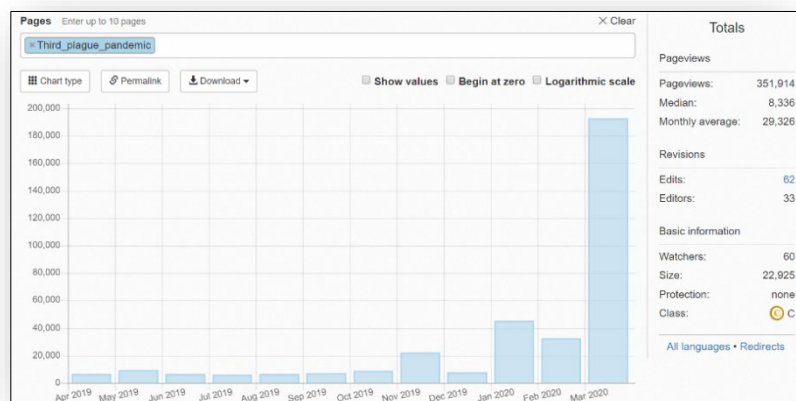 Pages Enter up to 10 pages
× Clear
× Third_plague_pandemic
Chart type
Permalink
Download
Show values
Begin at zero
Logarithmic scale
200,000
180,000
160,000
140,000
120,000
100,000
80,000
60,000
40,000
20,000
0
Apr 2019
May 2019
Jun 2019
Jul 2019
Aug 2019
Sep 2019
Oct 2019
Nov 2019
Dec 2019
Jan 2020
Feb 2020
Mar 2020
Totals
Pageviews
Pageviews: 351,914
Median: 8,336
Monthly average: 29,326
Revisions
Edits: 62
Editors: 33
Basic information
Watchers: 60
Size: 22,925
Protection: none
Class: C C
All languages • Redirects